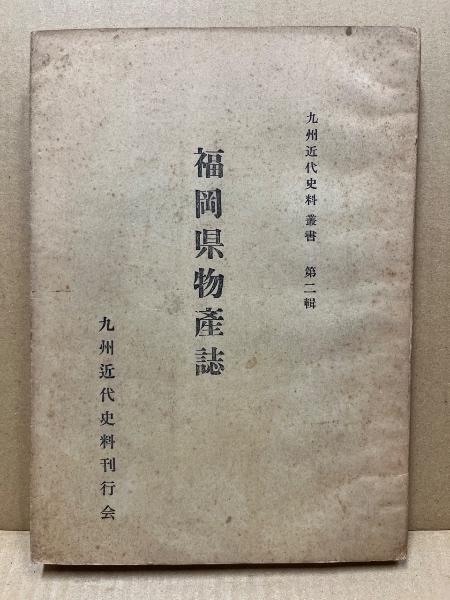 九州近代史料叢書 第二輯
福岡県物産誌
九州近代史料刊行会